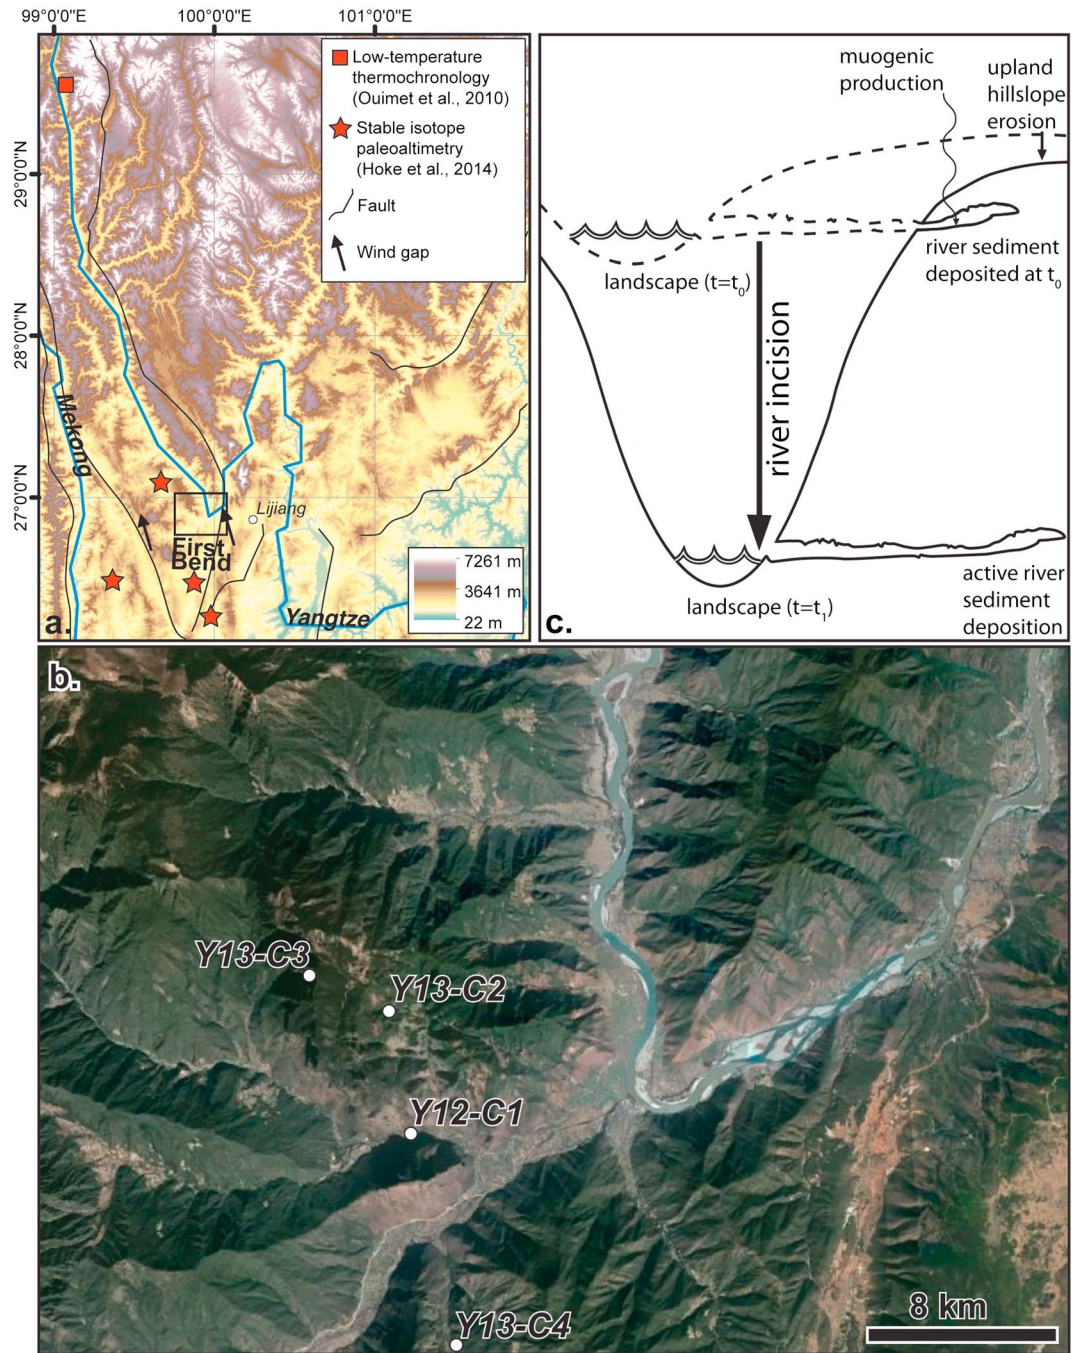 99°0'0"E
100°0'0"E
101°0'0"E
29°0'0"N
28°0'0"N
27°0'0"N
Low-temperature
thermochronology
(Ouimet et al., 2010)
Stable isotope
paleoaltimetry
(Hoke et al., 2014)
Fault
Wind gap
Mekong
Lijiang
First
Bend
Yangtze
7261 m
3641 m
22 m
a.
muogenic
production
upland
hillslope
erosion
river sediment
deposited at t0
landscape (t=t0)
river incision
landscape (t=t1)
active river
sediment
deposition
c.
b.
Y13-C3
Y13-C2
Y12-C1
Y13-C4
8 km